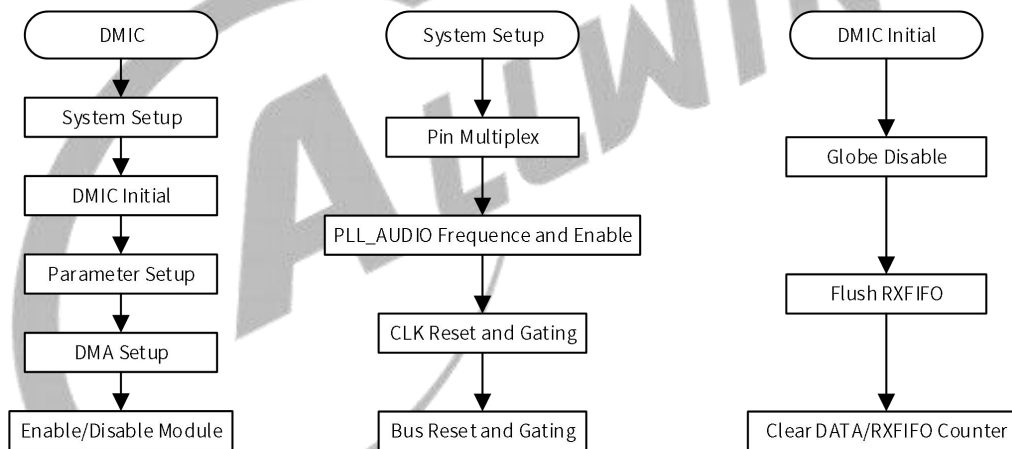 DMIC
System Setup
DMIC Initial
Parameter Setup
DMA Setup
Enable/Disable Module
System Setup
Pin Multiplex
PLL_AUDIO Frequence and Enable
CLK Reset and Gating
Bus Reset and Gating
DMIC Initial
Globe Disable
Flush RXFIFO
Clear DATA/RXFIFO Counter
ALLWI